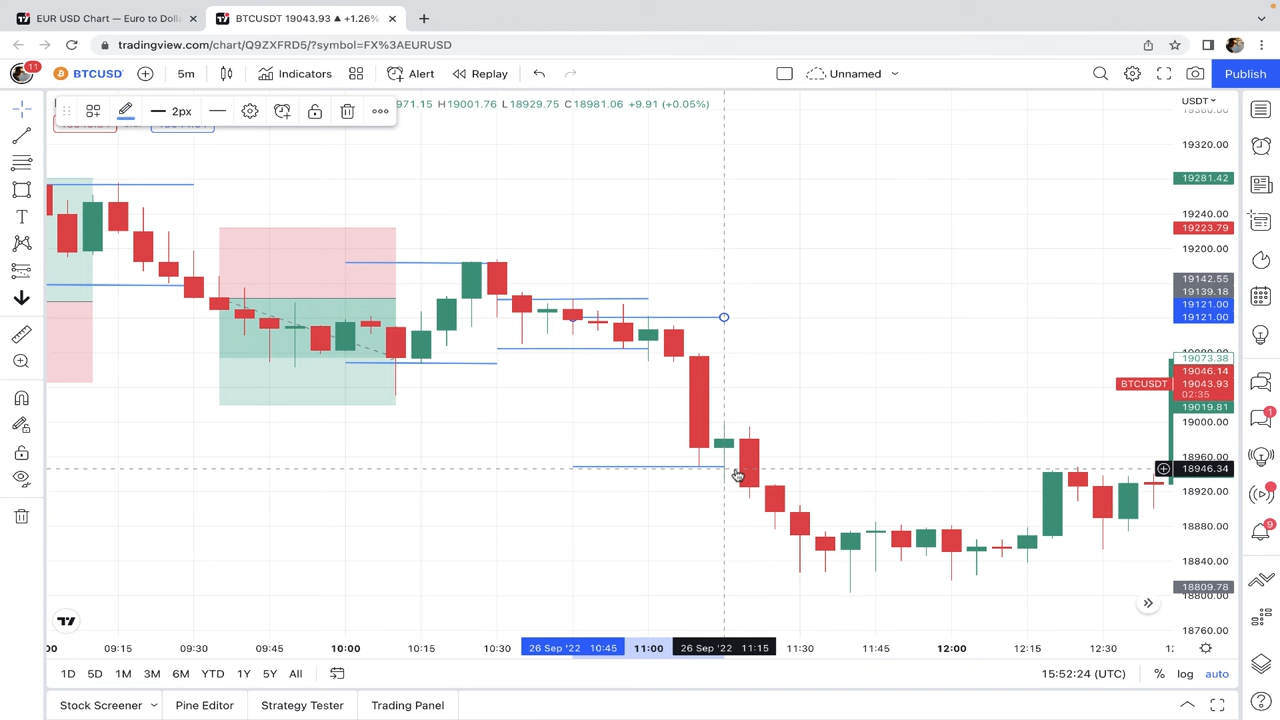 EUR USD Chart — Euro to Dolla
BTCUSDT 19043.93 ▲ +1.26%
tradingview.com/chart/Q9ZXFRD5/?symbol=FX%3AEURUSD
11
BTCUSD
5m
Indicators
Alert
Replay
Unnamed
Publish
2px
971.15 H19001.76 L18929.75 C18981.06 +9.91 (+0.05%)
USDT
19360.00
19320.00
19281.42
19240.00
19223.79
19200.00
19142.55
19139.18
19121.00
19121.00
19073.38
19046.14
BTCUSDT
19043.93
02:35
19019.81
19000.00
18960.00
18946.34
18920.00
18880.00
18840.00
18809.78
18800.00
18760.00
1
9
00
09:15
09:30
09:45
10:00
10:15
10:30
26 Sep '22 10:45
11:00
26 Sep '22 11:15
11:30
11:45
12:00
12:15
12:30
1D
5D
1M
3M
6M
YTD
1Y
5Y
All
15:52:24 (UTC)
%
log
auto
Stock Screener
Pine Editor
Strategy Tester
Trading Panel